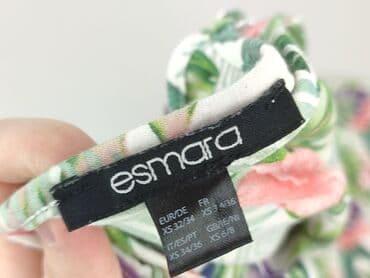 esmara
EUR/DE FR
XS 32/34 XS 34/36
IT/ES/PT GB/IE/NI
XS 34/36 XS 6/8